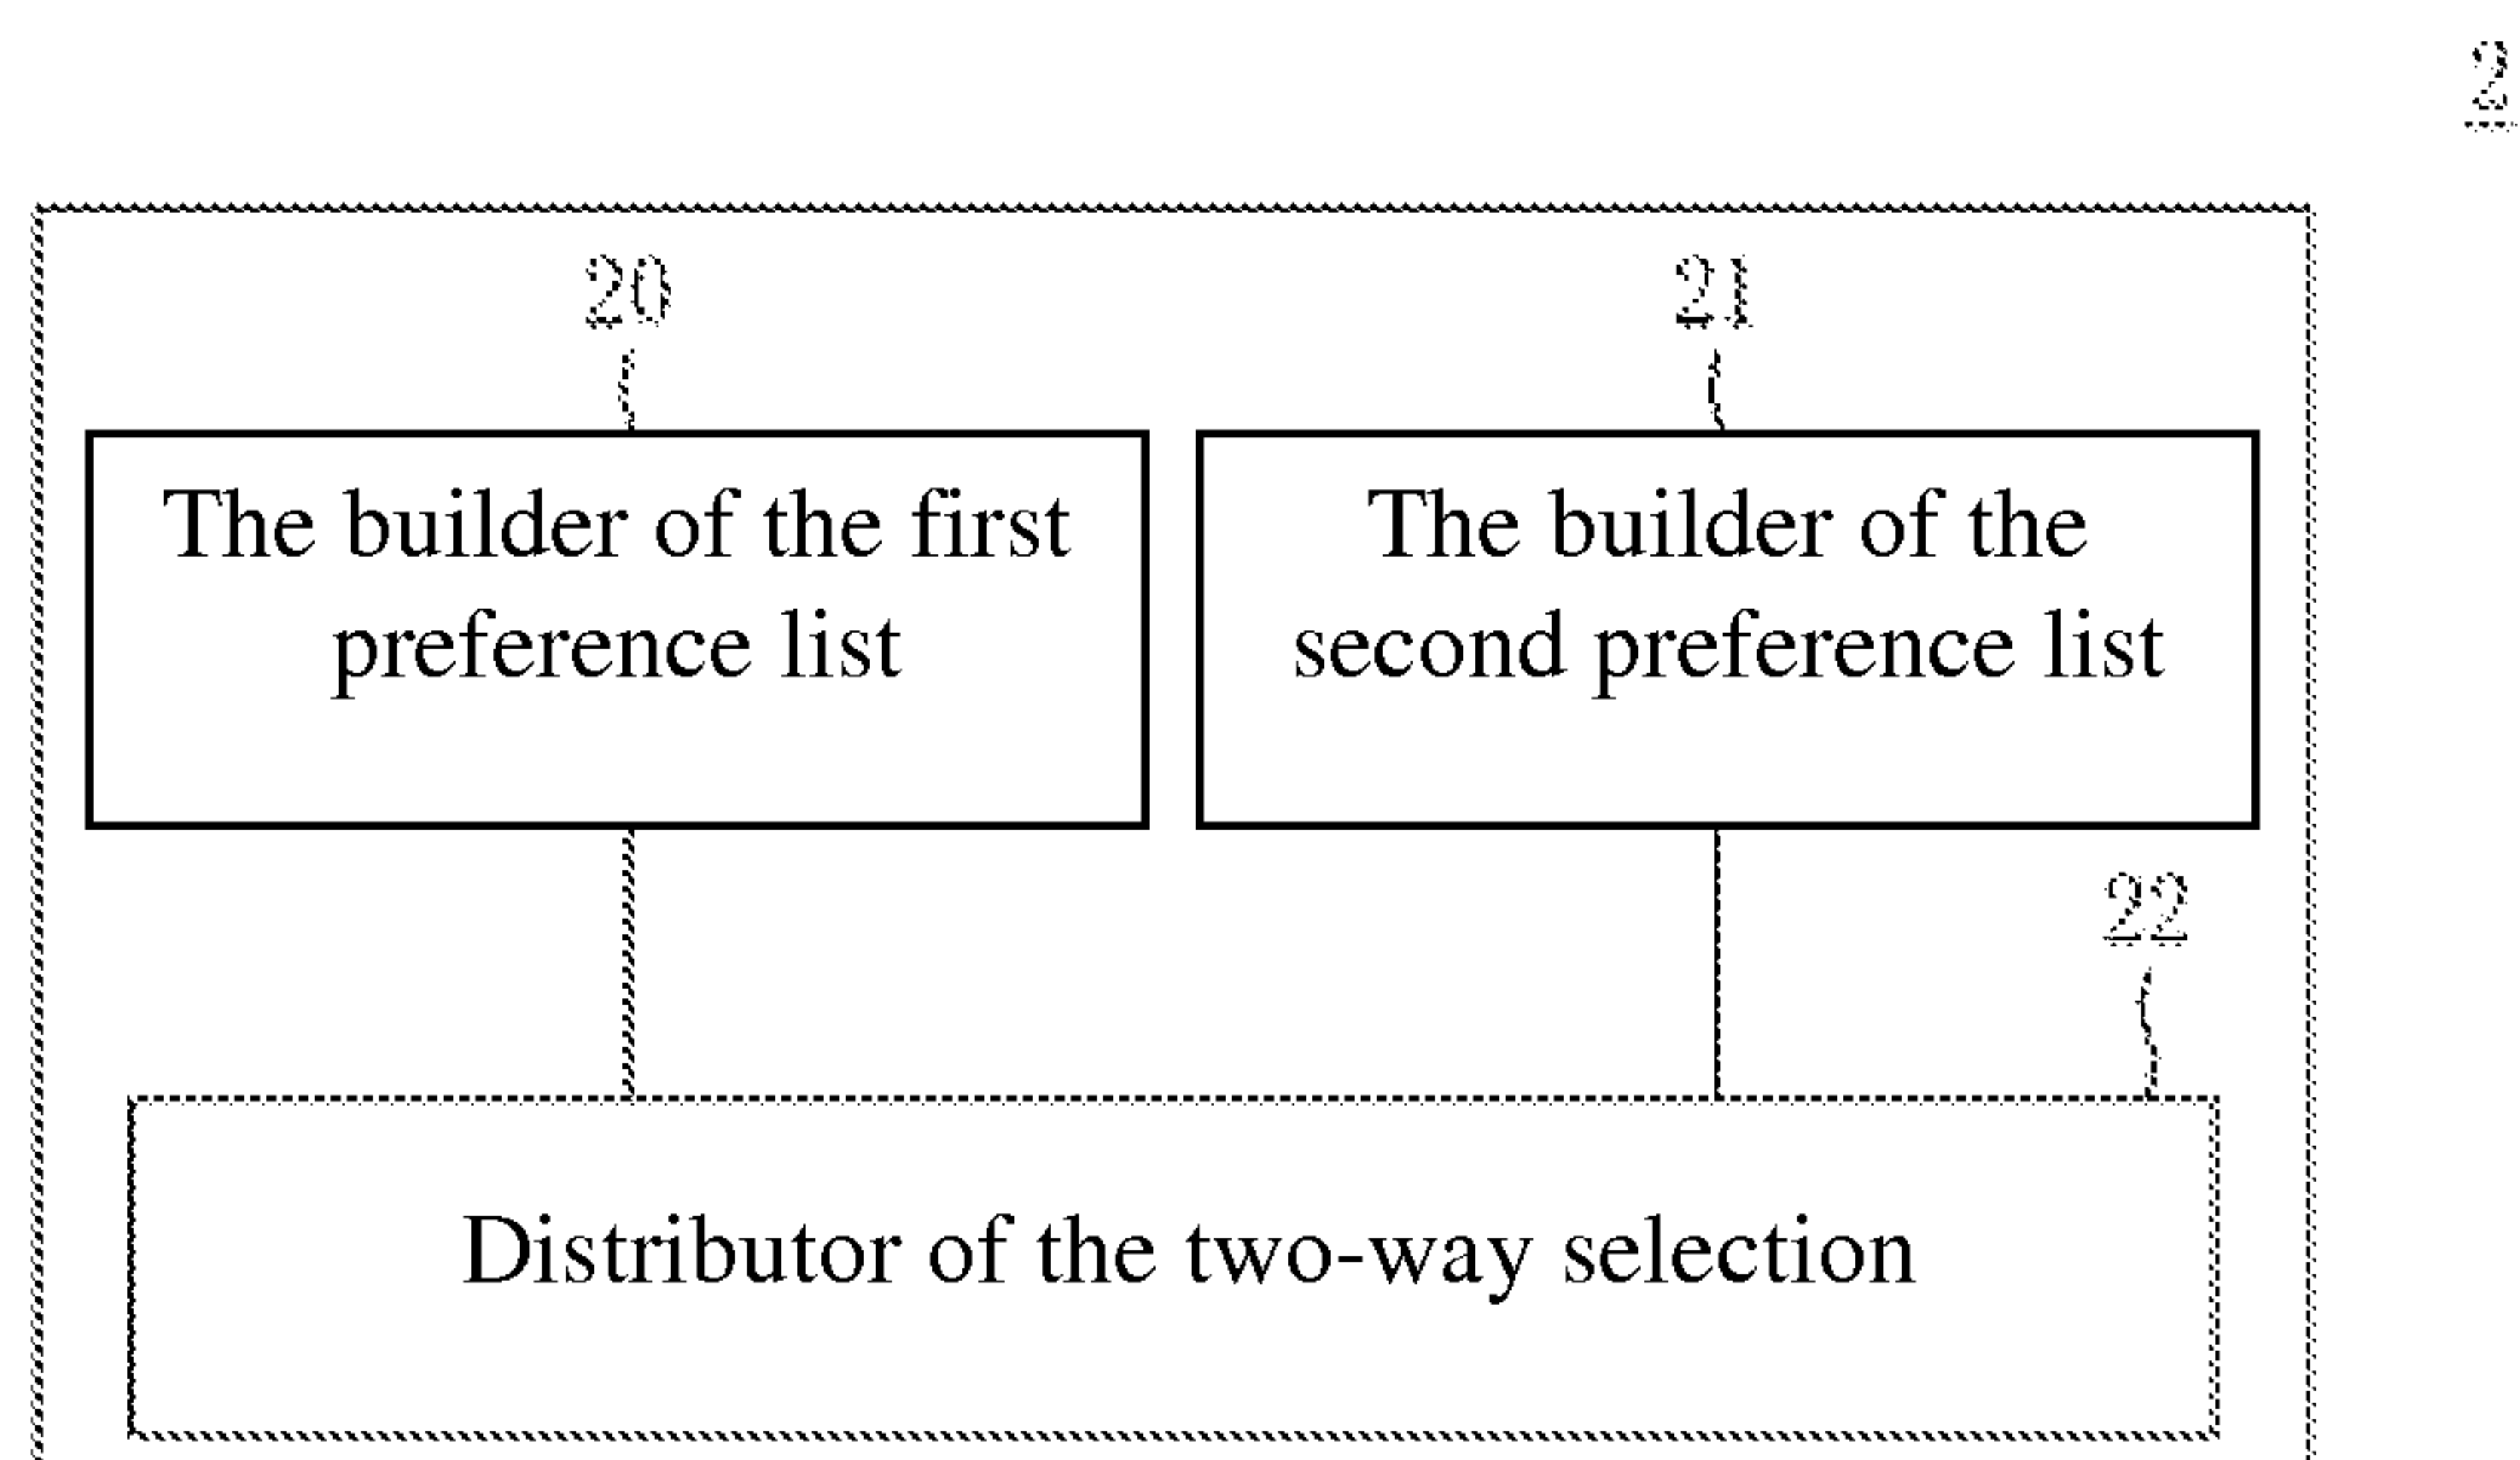 2
20
21
The builder of the first
preference list
The builder of the
second preference list
22
Distributor of the two-way selection